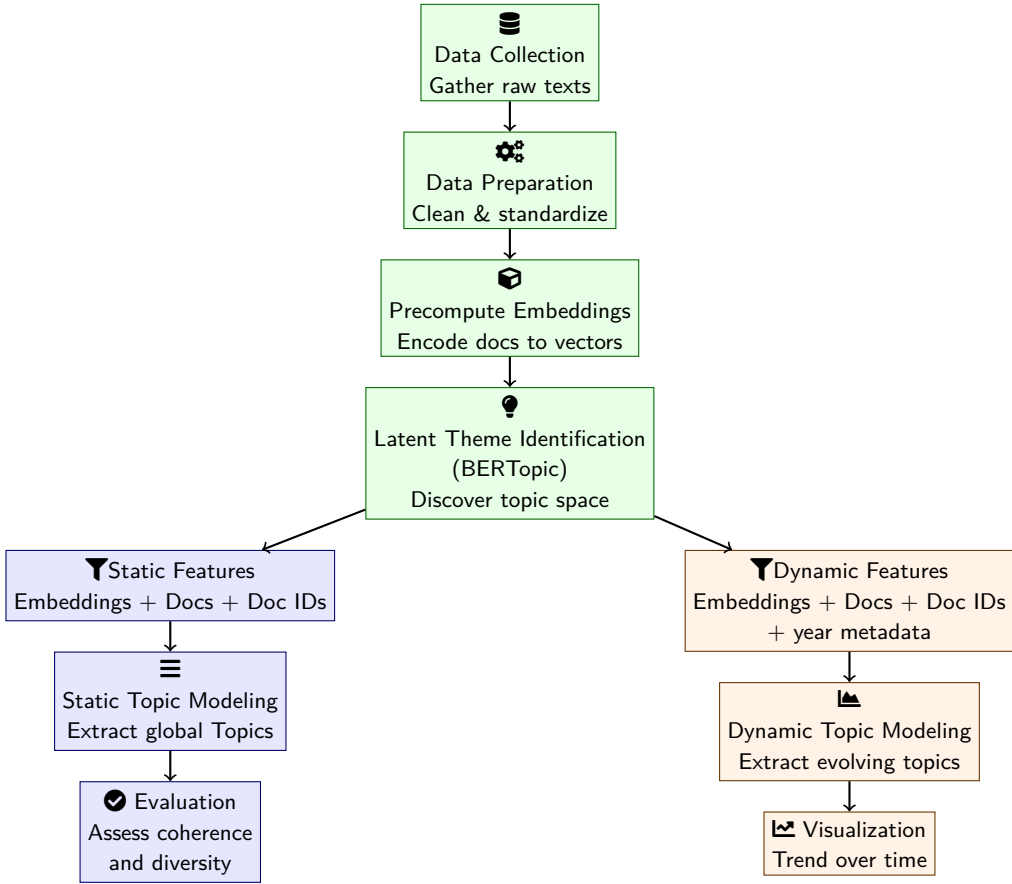 Data Collection
Gather raw texts
Data Preparation
Clean & standardize
Precompute Embeddings
Encode docs to vectors
Latent Theme Identification
(BERTopic)
Discover topic space
Static Features
Embeddings + Docs + Doc IDs
Static Topic Modeling
Extract global Topics
Evaluation
Assess coherence
and diversity
Dynamic Features
Embeddings + Docs + Doc IDs
+ year metadata
Dynamic Topic Modeling
Extract evolving topics
Visualization
Trend over time